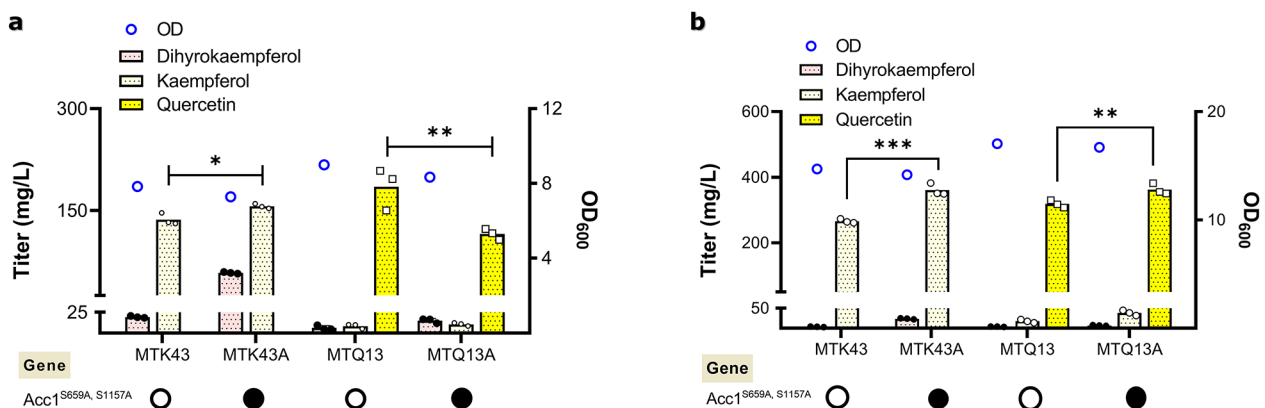 a
OD
Dihyrokaempferol
Kaempferol
Quercetin
300
150
25
Titer (mg/L)
12
8
4
OD600
*
**
MTK43
MTK43A
MTQ13
MTQ13A
Gene
Acc1S659A, S1157A
b
OD
Dihyrokaempferol
Kaempferol
Quercetin
600
400
200
50
Titer (mg/L)
20
10
OD600
***
**
MTK43
MTK43A
MTQ13
MTQ13A
Gene
Acc1S659A, S1157A